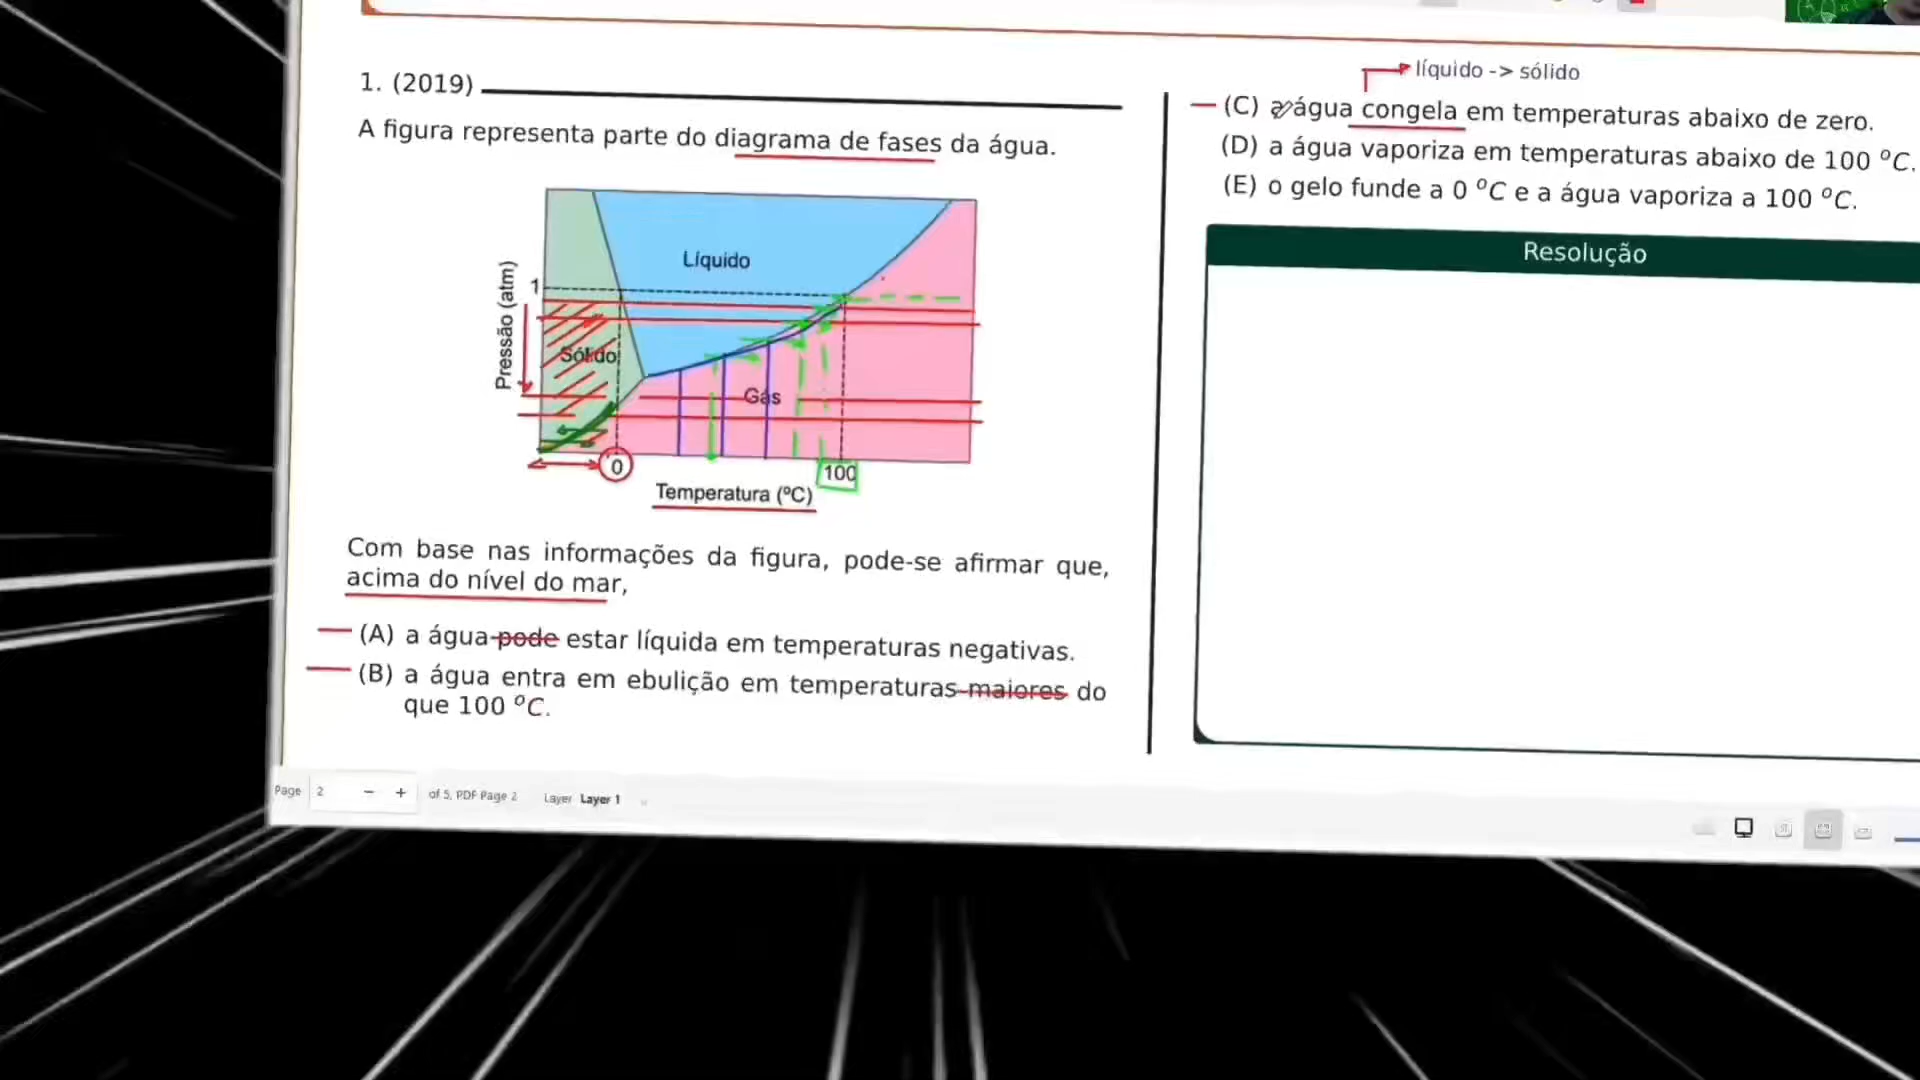 1. (2019)
A figura representa parte do diagrama de fases da água.
Líquido
1
Pressão (atm)
Sólido
Gás
0
100
Temperatura (ºC)
Com base nas informações da figura, pode-se afirmar que,
acima do nível do mar,
(A) a água pode estar líquida em temperaturas negativas.
(B) a água entra em ebulição em temperaturas maiores do
que 100 ºC.
líquido -> sólido
(C) a água congela em temperaturas abaixo de zero.
(D) a água vaporiza em temperaturas abaixo de 100 ºC.
(E) o gelo funde a 0 ºC e a água vaporiza a 100 ºC.
Resolução
Page 2 - + of 5, PDF Page 2 Layer Layer 1